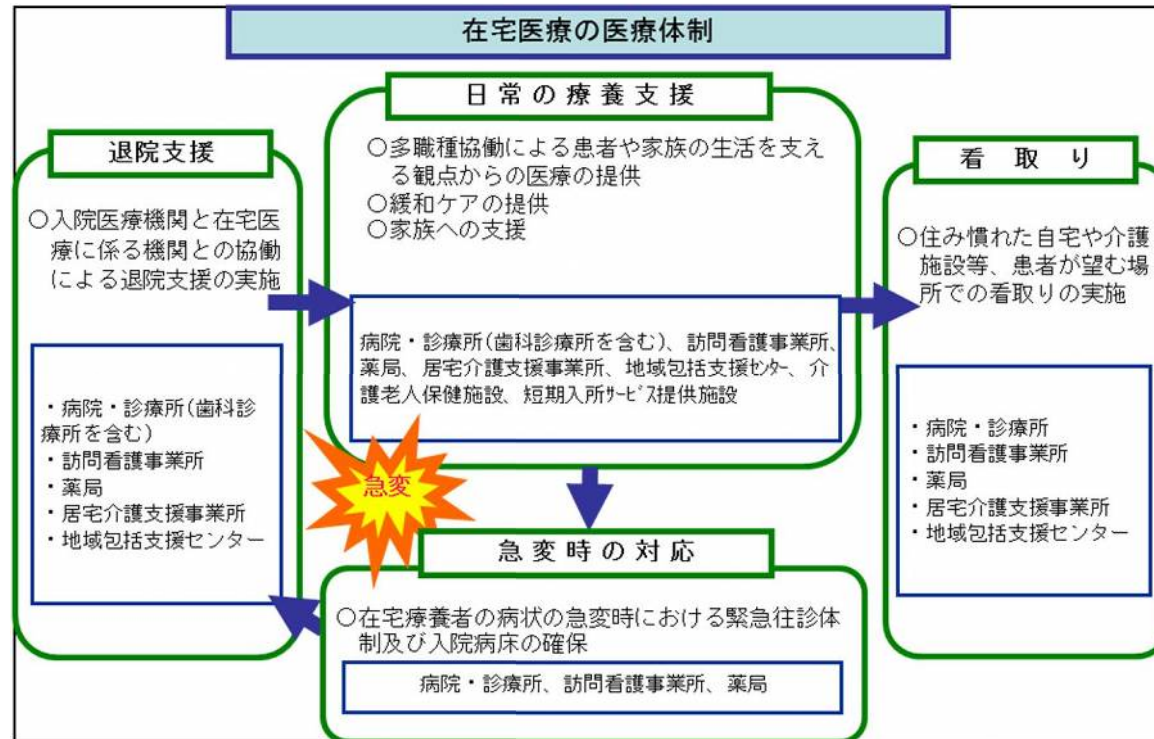 在宅医療の医療体制
退院支援
○入院医療機関と在宅医
療に係る機関との協働
による退院支援の実施
・病院・診療所(歯科診
療所を含む)
・訪問看護事業所
・薬局
・居宅介護支援事業所
・地域包括支援センター
日常の療養支援
○多職種協働による患者や家族の生活を支え
る観点からの医療の提供
○緩和ケアの提供
○家族への支援
病院・診療所(歯科診療所を含む)、訪問看護事業所、
薬局、居宅介護支援事業所、地域包括支援ｾﾝﾀｰ、介
護老人保健施設、短期入所ｻｰﾋﾞｽ提供施設
急変
急変時の対応
○在宅療養者の病状の急変時における緊急往診体
制及び入院病床の確保
病院・診療所、訪問看護事業所、薬局
看取り
○住み慣れた自宅や介護
施設等、患者が望む場
所での看取りの実施
・病院・診療所
・訪問看護事業所
・薬局
・居宅介護支援事業所
・地域包括支援センター